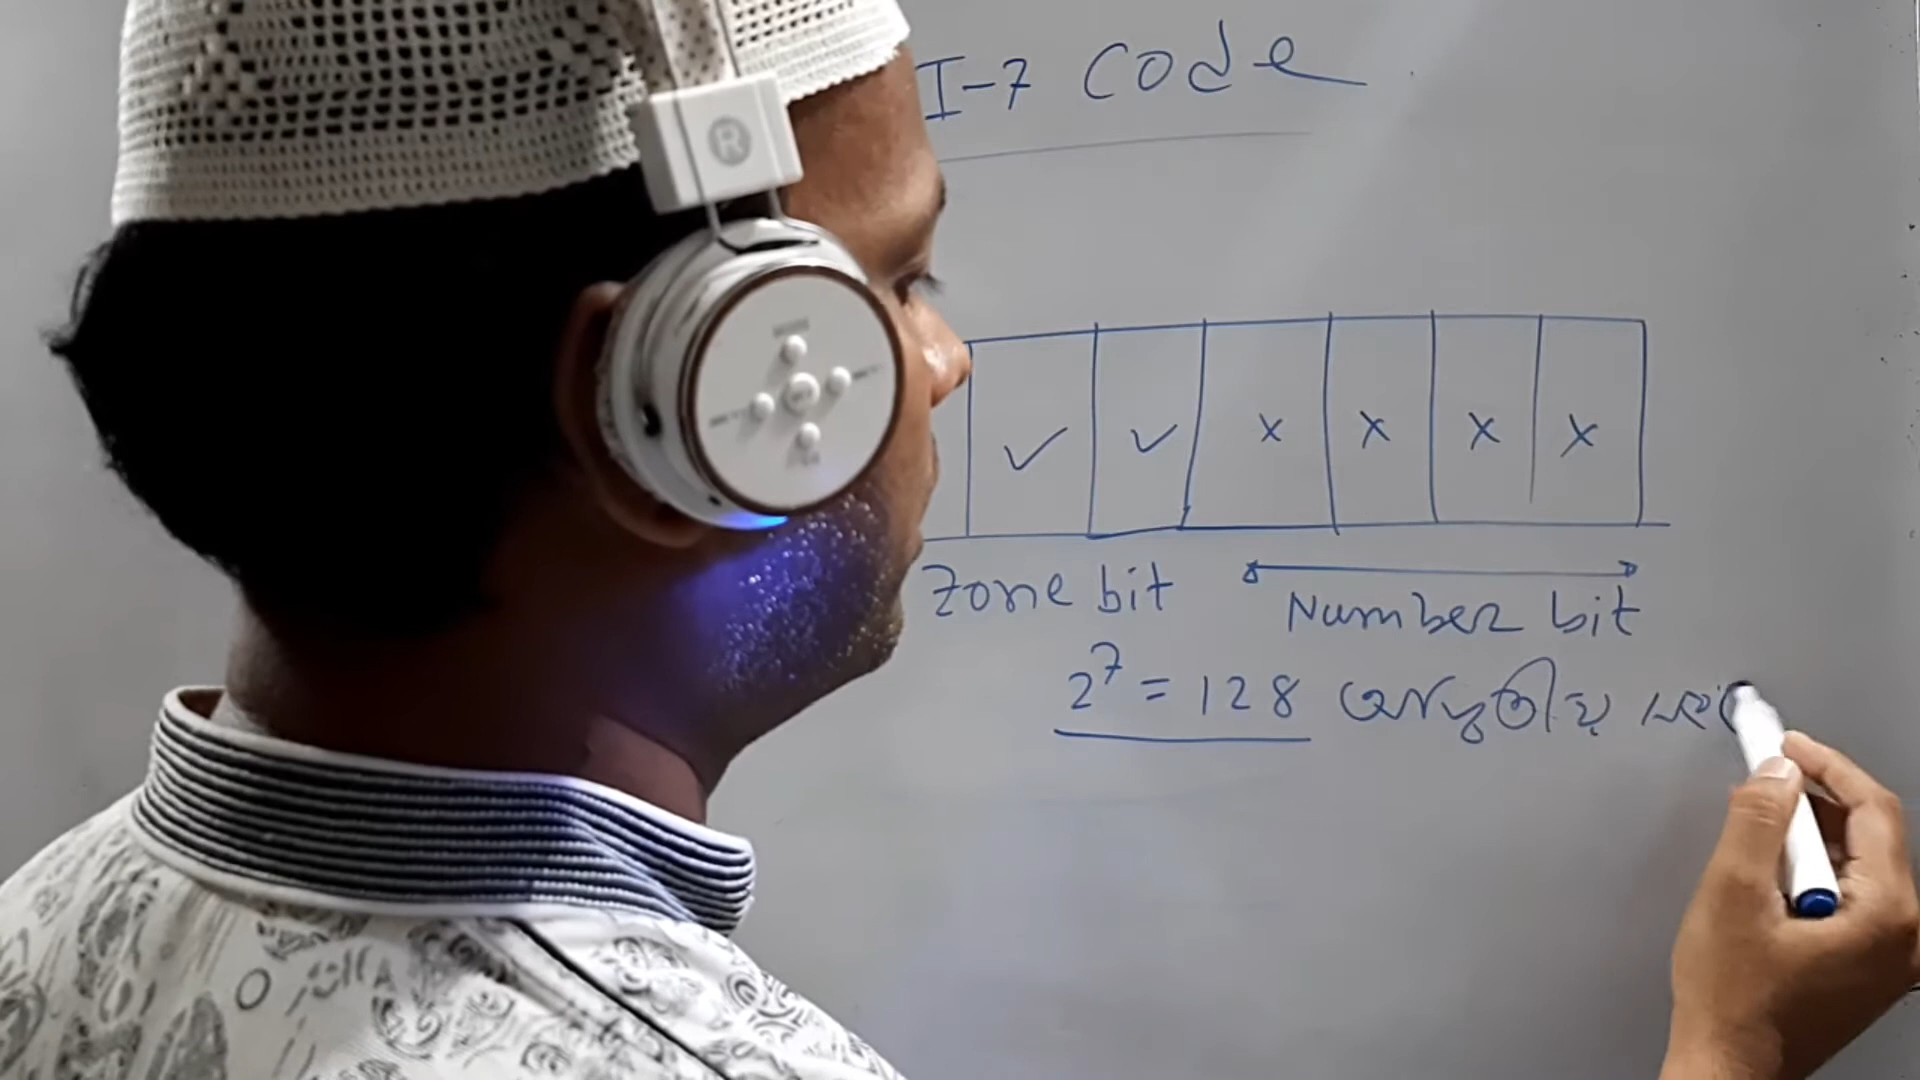 I-7 Code
✓ ✓ x x x x
Zone bit
Number bit
2⁷ = 128